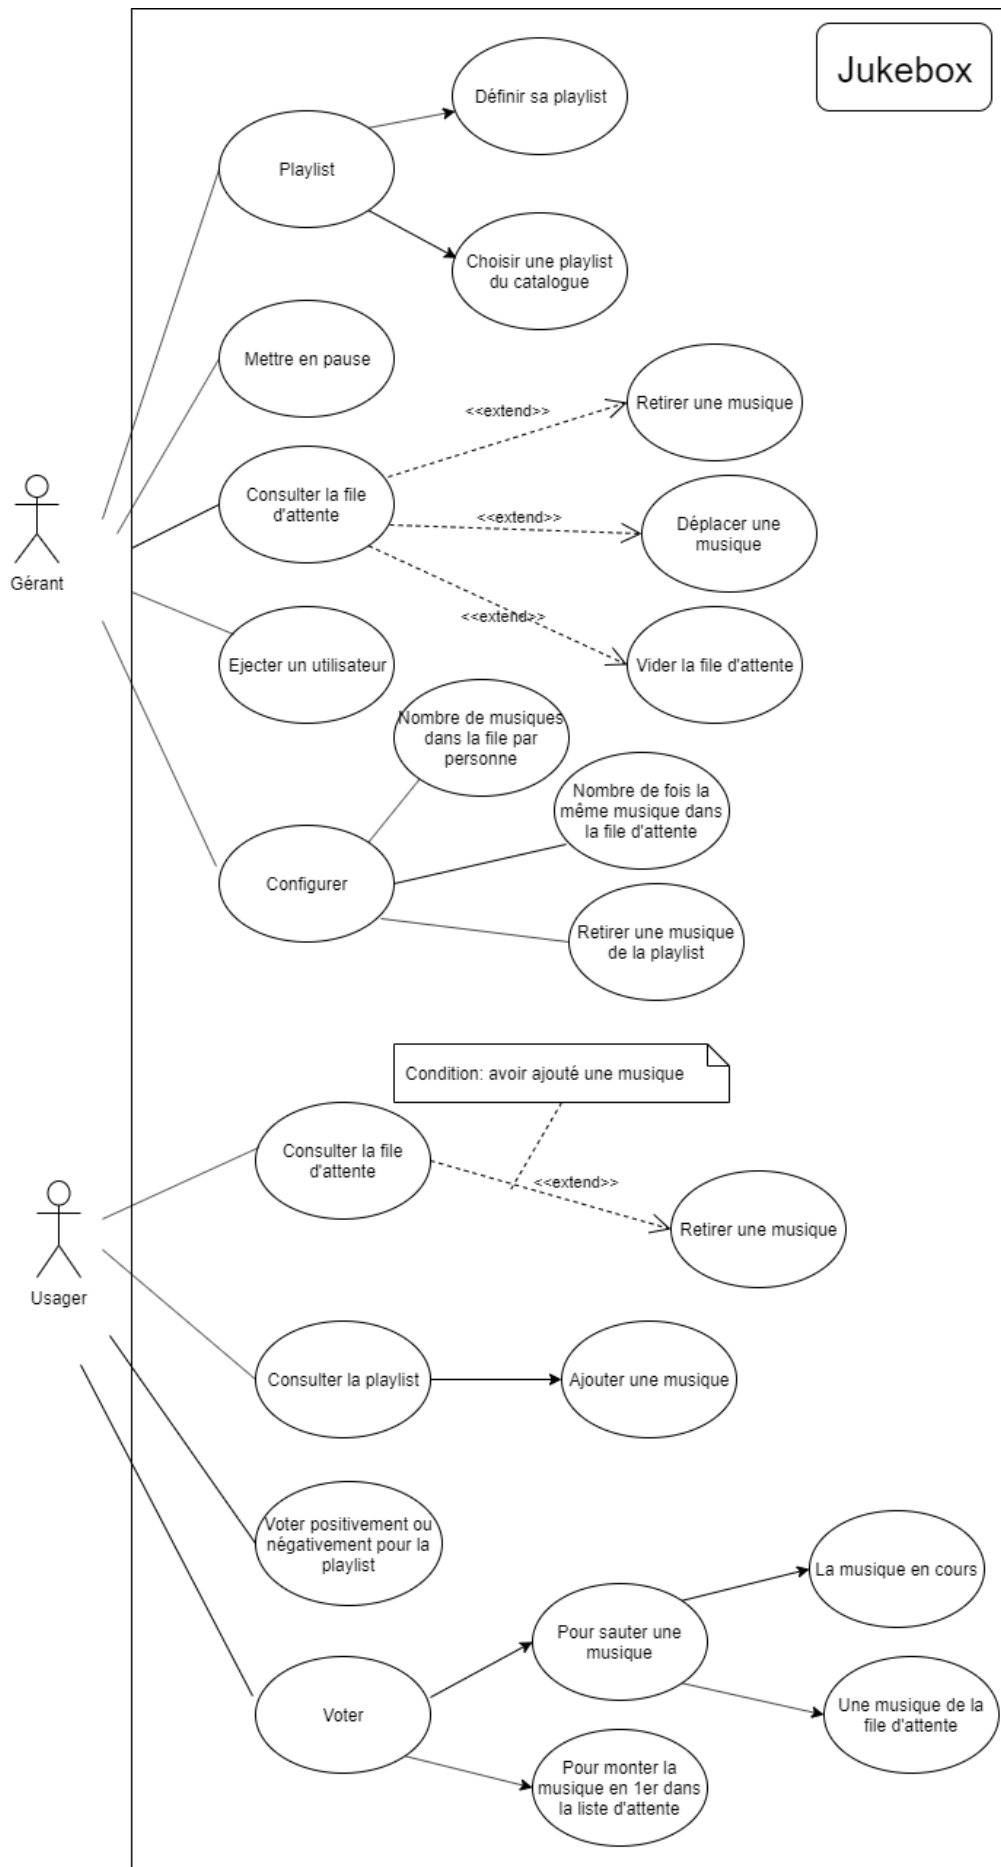 Jukebox
Définir sa playlist
Playlist
Choisir une playlist
du catalogue
Mettre en pause
<<extend>>
Retirer une musique
Consulter la file
d'attente
<<extend>>
Déplacer une
musique
Gérant
<<extend>>
Ejecter un utilisateur
Vider la file d'attente
Nombre de musiques
dans la file par
personne
Nombre de fois la
même musique dans
la file d'attente
Configurer
Retirer une musique
de la playlist
Condition: avoir ajouté une musique
Consulter la file
d'attente
<<extend>>
Retirer une musique
Usager
Consulter la playlist
Ajouter une musique
Voter positivement ou
négativement pour la
playlist
La musique en cours
Pour sauter une
musique
Voter
Une musique de la
file d'attente
Pour monter la
musique en 1er dans
la liste d'attente